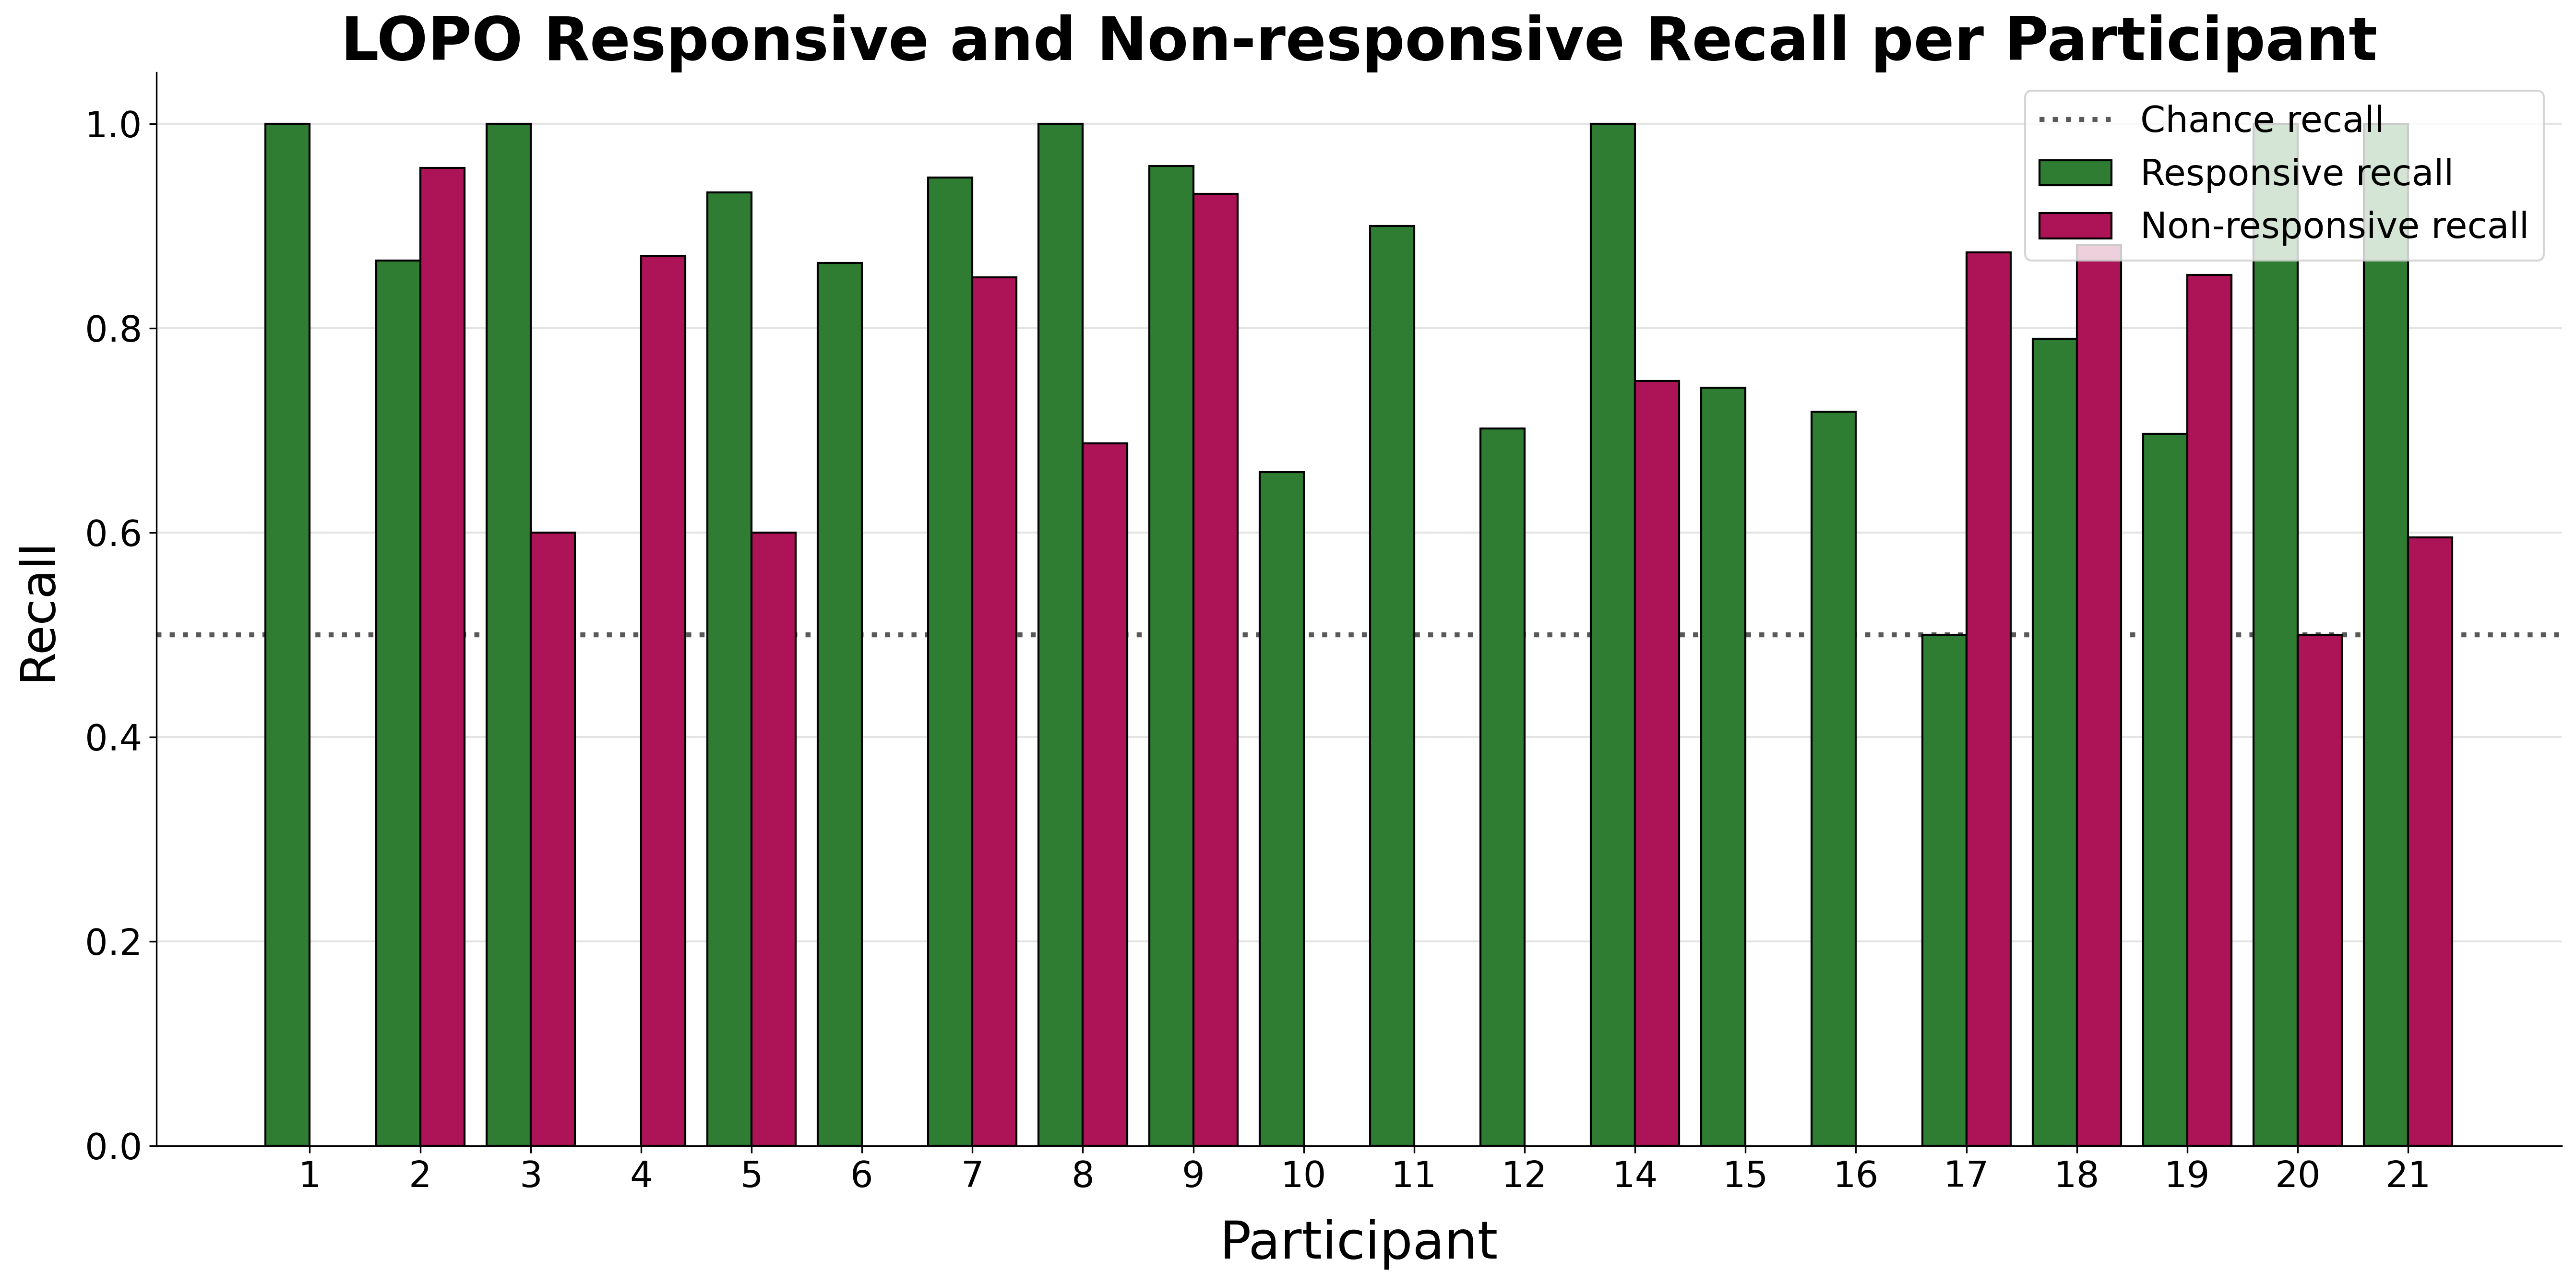 LOPO Responsive and Non-responsive Recall per Participant
Chance recall
Responsive recall
Non-responsive recall
1.0
0.8
0.6
0.4
0.2
0.0
Recall
1 2 3 4 5 6 7 8 9 10 11 12 14 15 16 17 18 19 20 21
Participant